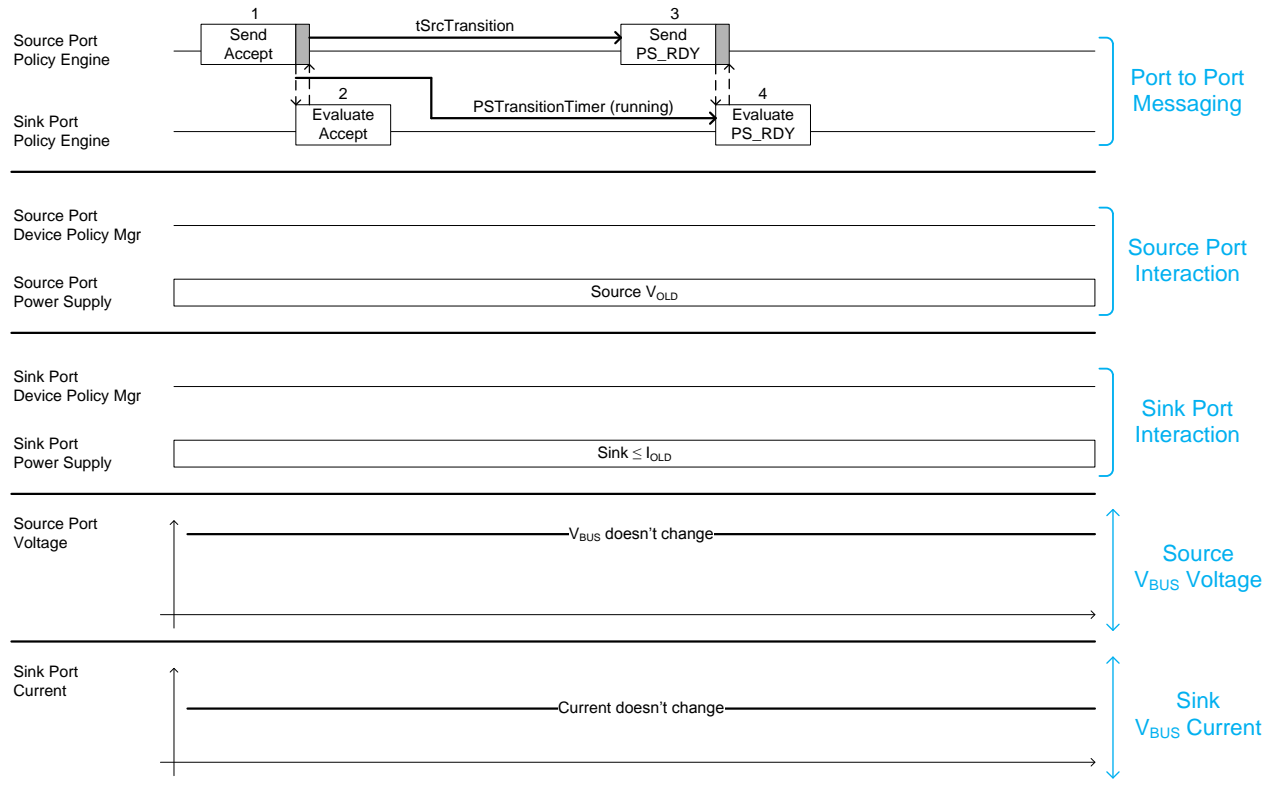 1
Send
Accept
tSrcTransition
3
Send
PS_RDY
Source Port
Policy Engine
2
Evaluate
Accept
PSTransitionTimer (running)
4
Evaluate
PS_RDY
Sink Port
Policy Engine
Port to Port
Messaging
Source Port
Device Policy Mgr
Source Port
Power Supply
Source VOLD
Source Port
Interaction
Sink Port
Device Policy Mgr
Sink Port
Power Supply
Sink ≤ IOLD
Sink Port
Interaction
Source Port
Voltage
VBUS doesn’t change
Source
VBUS Voltage
Sink Port
Current
Current doesn’t change
Sink
VBUS Current